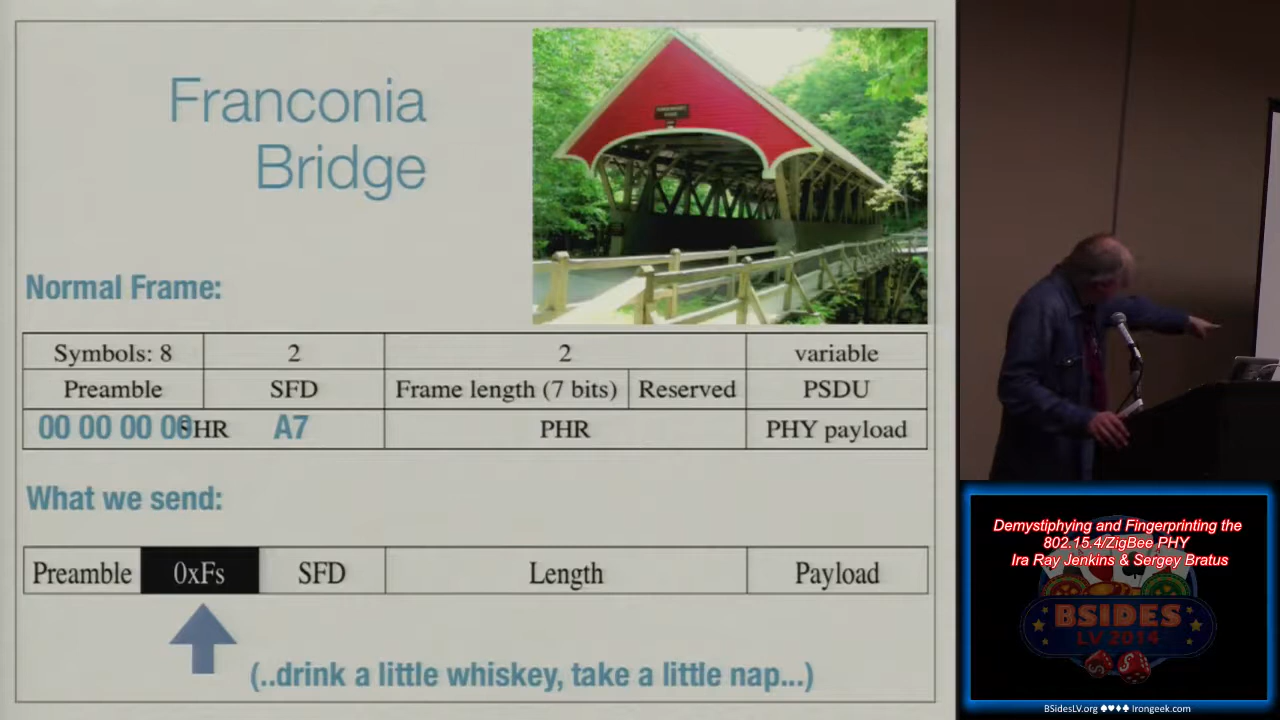 Franconia
Bridge
Normal Frame:
Symbols: 8 2 2 variable
Preamble SFD Frame length (7 bits) Reserved PSDU
00 00 00 00 SHR A7 PHR PHY payload
What we send:
Preamble 0xFs SFD Length Payload
(..drink a little whiskey, take a little nap...)
Demystiphying and Fingerprinting the
802.15.4/ZigBee PHY
Ira Ray Jenkins & Sergey Bratus
BSIDES
LV 2014
BSidesLV.org ♠♥♦♣ Irongeek.com